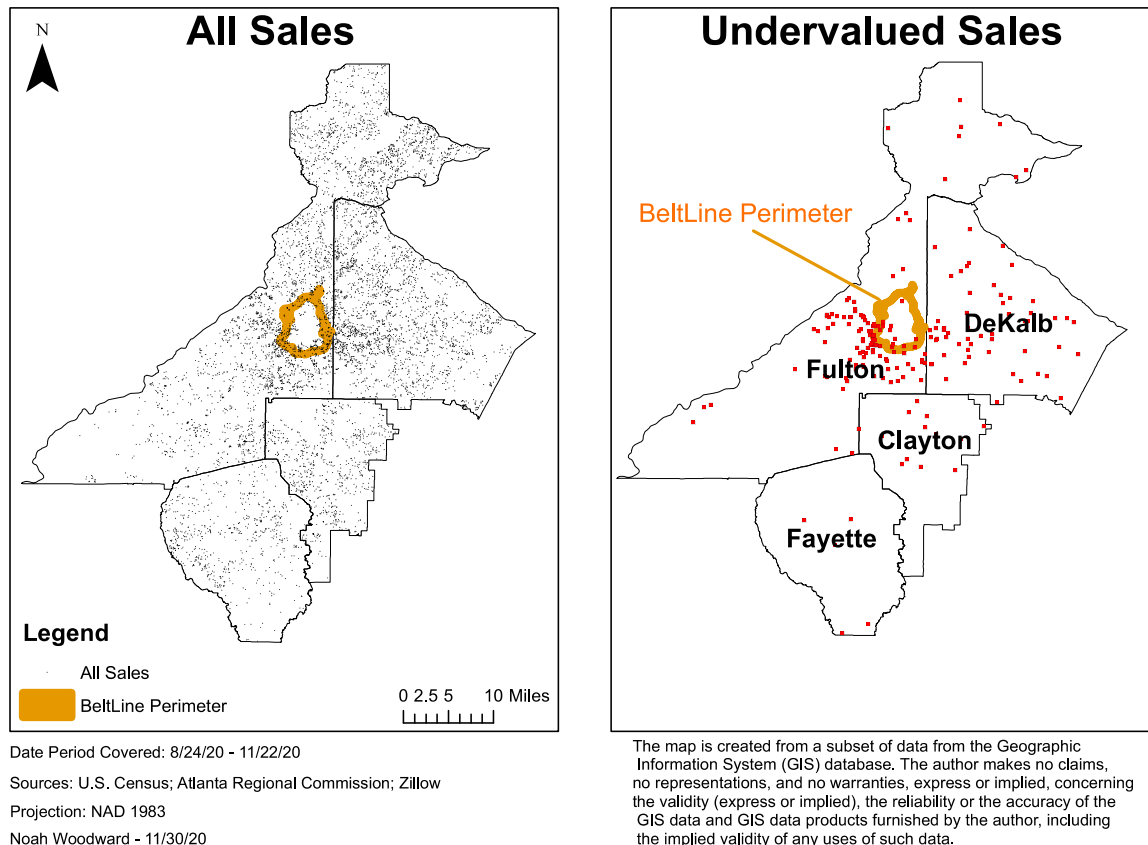 All Sales
N
Legend
All Sales
BeltLine Perimeter
0 2.5 5 10 Miles
Undervalued Sales
BeltLine Perimeter
DeKalb
Fulton
Clayton
Fayette
Date Period Covered: 8/24/20 - 11/22/20
Sources: U.S. Census; Atlanta Regional Commission; Zillow
Projection: NAD 1983
Noah Woodward - 11/30/20
The map is created from a subset of data from the Geographic
Information System (GIS) database. The author makes no claims,
no representations, and no warranties, express or implied, concerning
the validity (express or implied), the reliability or the accuracy of the
GIS data and GIS data products furnished by the author, including
the implied validity of any uses of such data.